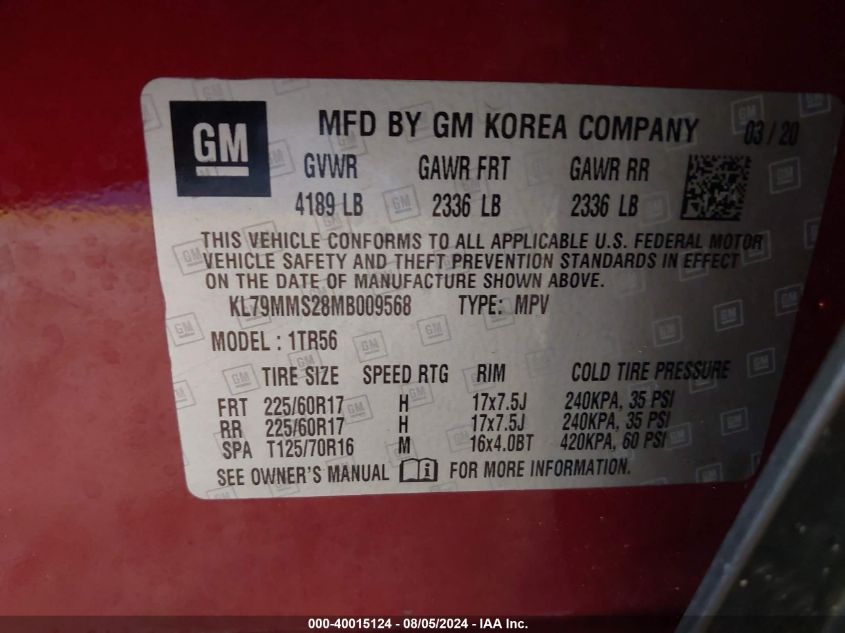 GM
MFD BY GM KOREA COMPANY 03 / 20
GVWR GAWR FRT GAWR RR
4189 LB 2336 LB 2336 LB
THIS VEHICLE CONFORMS TO ALL APPLICABLE U.S. FEDERAL MOTOR
VEHICLE SAFETY AND THEFT PREVENTION STANDARDS IN EFFECT
ON THE DATE OF MANUFACTURE SHOWN ABOVE.
KL79MMS28MB009568 TYPE: MPV
MODEL : 1TR56
TIRE SIZE SPEED RTG RIM COLD TIRE PRESSURE
FRT 225/60R17 H 17x7.5J 240KPA, 35 PSI
RR 225/60R17 H 17x7.5J 240KPA, 35 PSI
SPA T125/70R16 M 16x4.0BT 420KPA, 60 PSI
SEE OWNER'S MANUAL i FOR MORE INFORMATION.
000-40015124 - 08/05/2024 - IAA Inc.